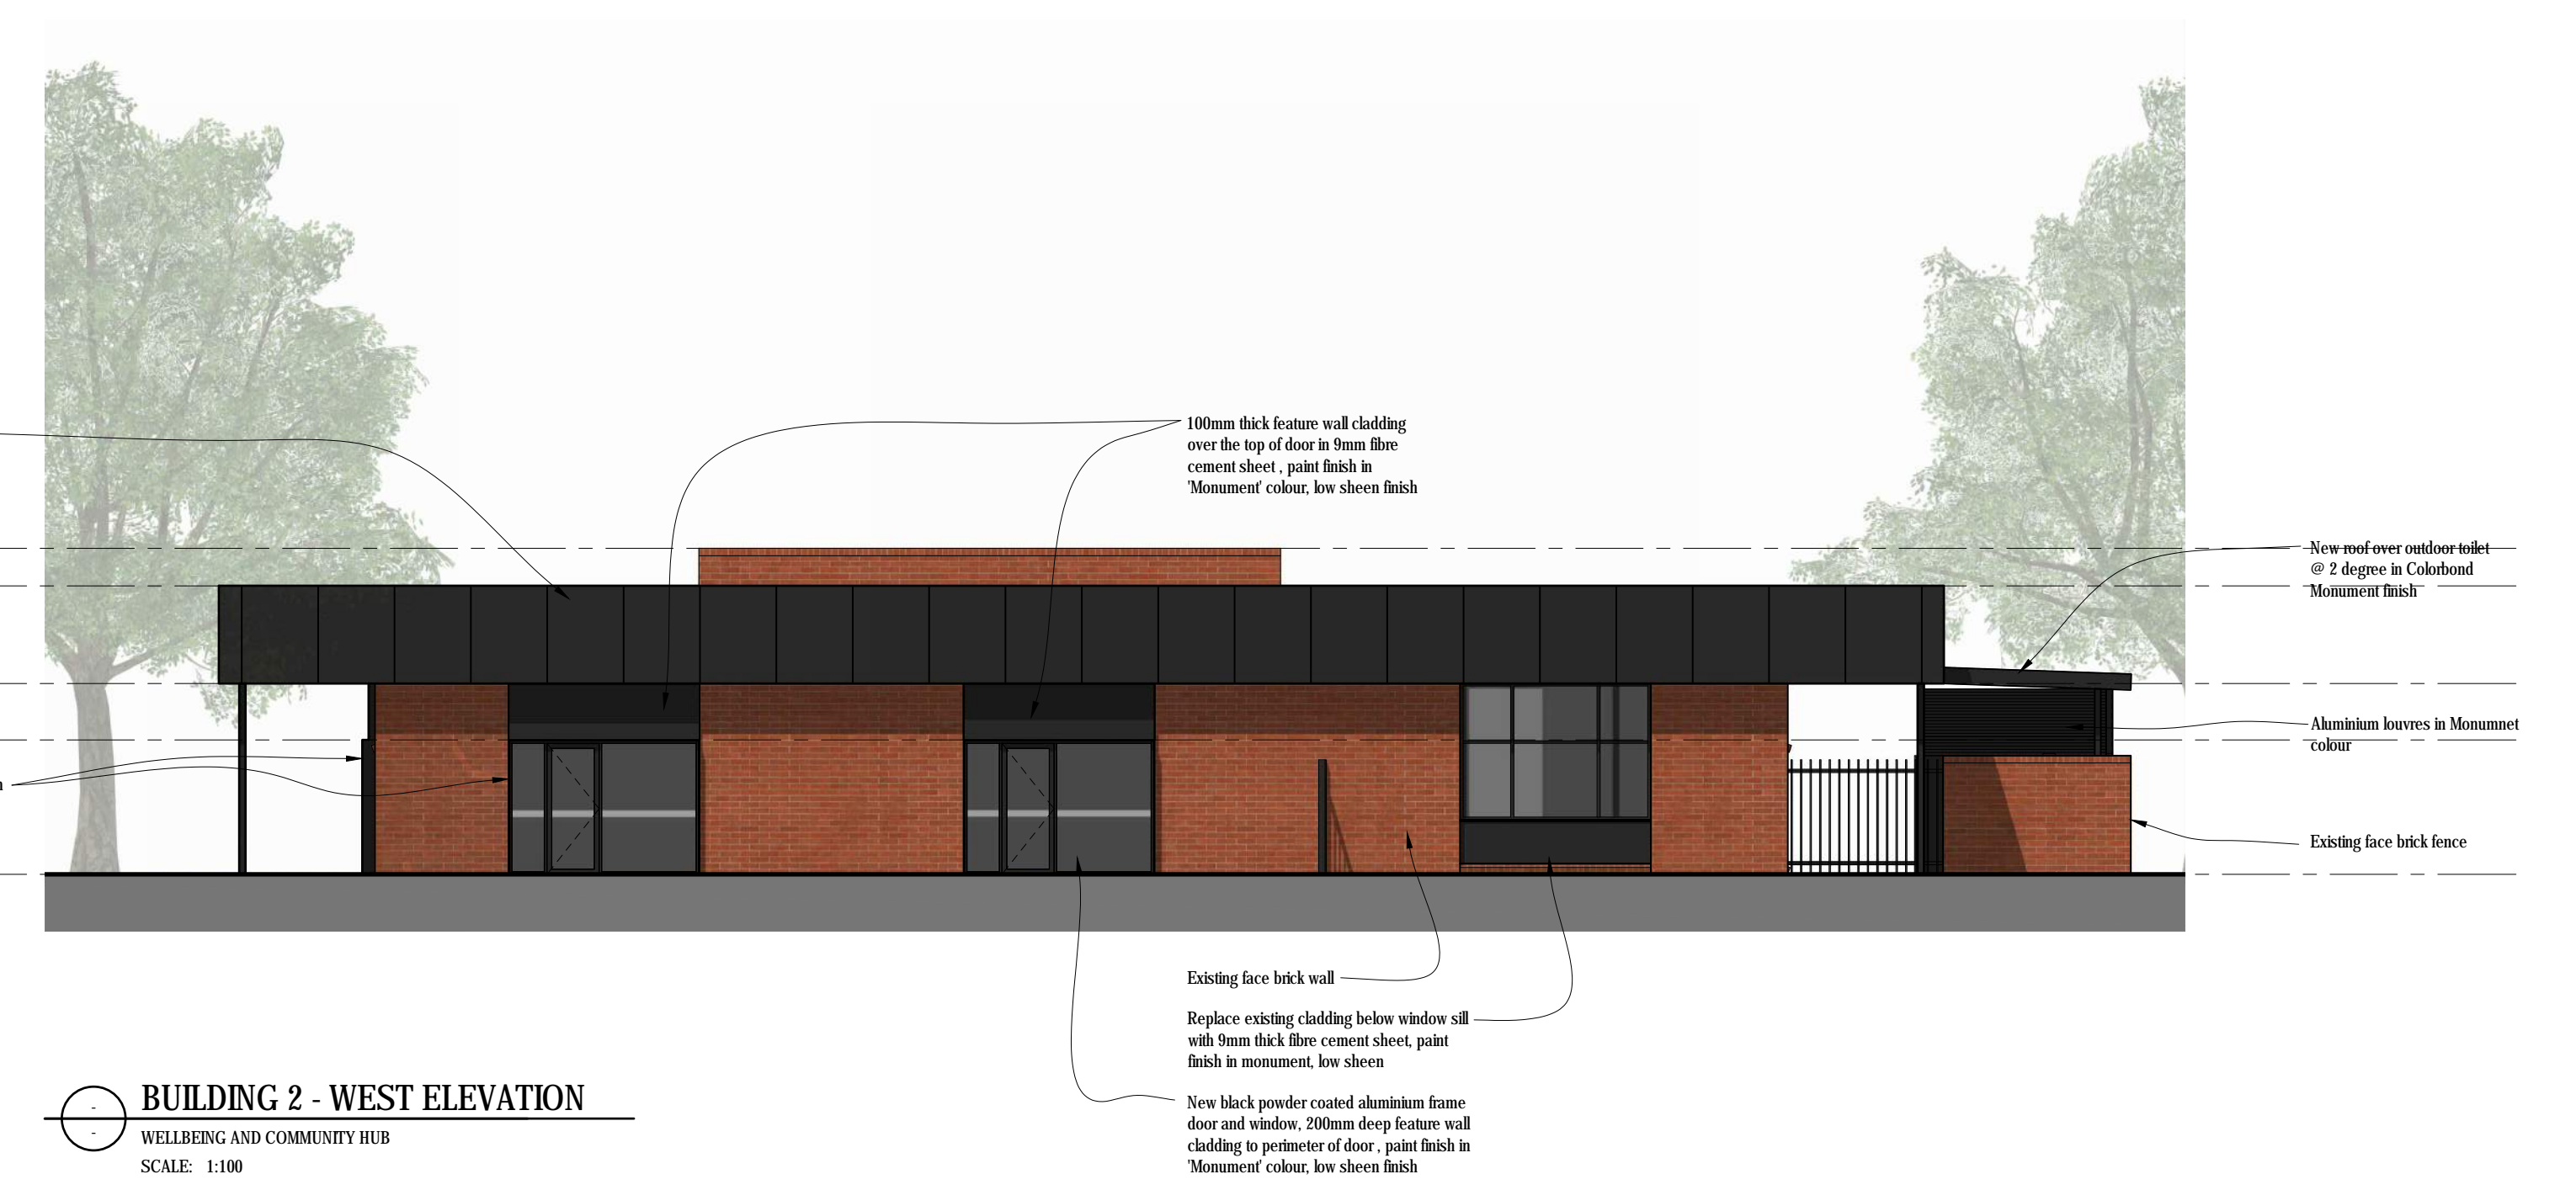 100mm thick feature wall cladding
over the top of door in 9mm fibre
cement sheet , paint finish in
'Monument' colour, low sheen finish
New roof over outdoor toilet
@ 2 degree in Colorbond
Monument finish
Aluminium louvres in Monumnet
colour
Existing face brick fence
Existing face brick wall
Replace existing cladding below window sill
with 9mm thick fibre cement sheet, paint
finish in monument, low sheen
New black powder coated aluminium frame
door and window, 200mm deep feature wall
cladding to perimeter of door , paint finish in
'Monument' colour, low sheen finish
-
-
BUILDING 2 - WEST ELEVATION
WELLBEING AND COMMUNITY HUB
SCALE: 1:100